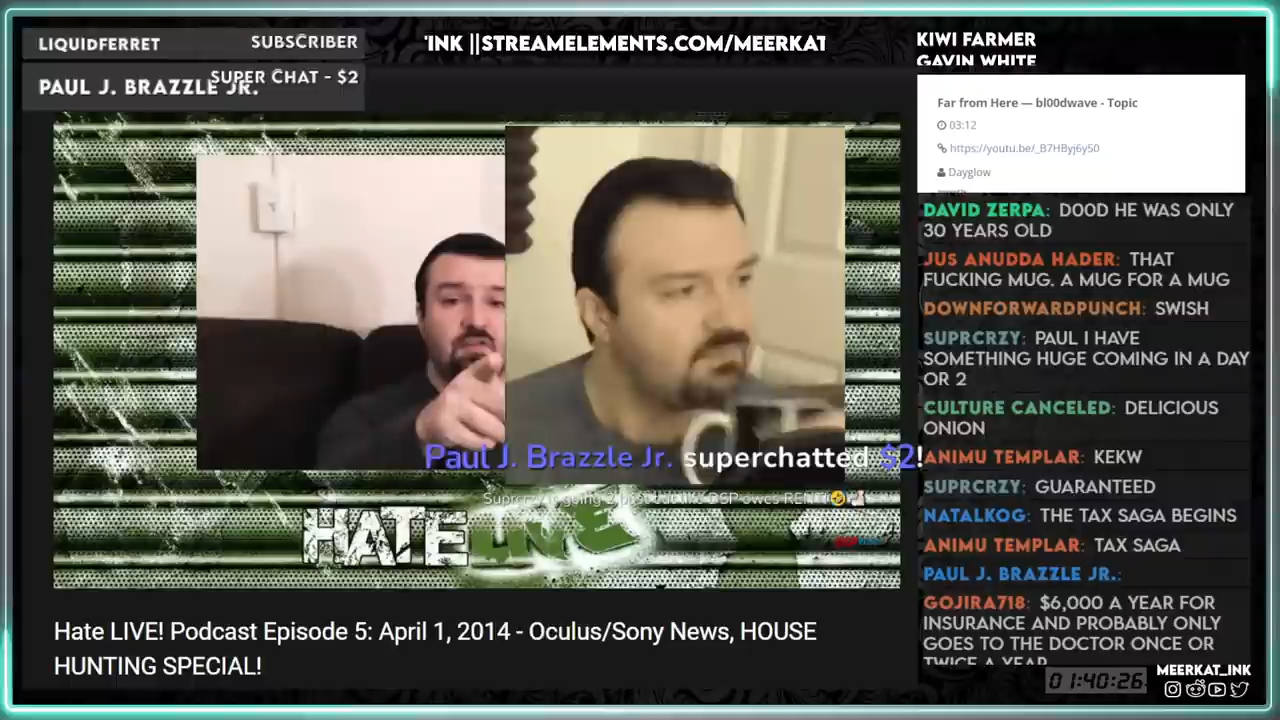 LIQUIDFERRET
SUBSCRIBER
PAUL J. BRAZZLE JR.
SUPER CHAT - $2
INK ||STREAMELEMENTS.COM/MEERKAT
KIWI FARMER
GAVIN WHITE
Far from Here — bl00dwave - Topic
03:12
https://youtu.be/_B7HByj6y50
Dayglow
DAVID ZERPA: DOOD HE WAS ONLY
30 YEARS OLD
JUS ANUDDA HADER: THAT
FUCKING MUG. A MUG FOR A MUG
DOWNFORWARDPUNCH: SWISH
SUPRCRZY: PAUL I HAVE
SOMETHING HUGE COMING IN A DAY
OR 2
CULTURE CANCELED: DELICIOUS
ONION
ANIMU TEMPLAR: KEKW
SUPRCRZY: GUARANTEED
NATALKOG: THE TAX SAGA BEGINS
ANIMU TEMPLAR: TAX SAGA
PAUL J. BRAZZLE JR.:
GOJIRA718: $6,000 A YEAR FOR
INSURANCE AND PROBABLY ONLY
GOES TO THE DOCTOR ONCE OR
TWICE A YEAR
Paul J. Brazzle Jr. superchatted $2!
HATE LIVE
Hate LIVE! Podcast Episode 5: April 1, 2014 - Oculus/Sony News, HOUSE
HUNTING SPECIAL!
01:40:26
MEERKAT_INK